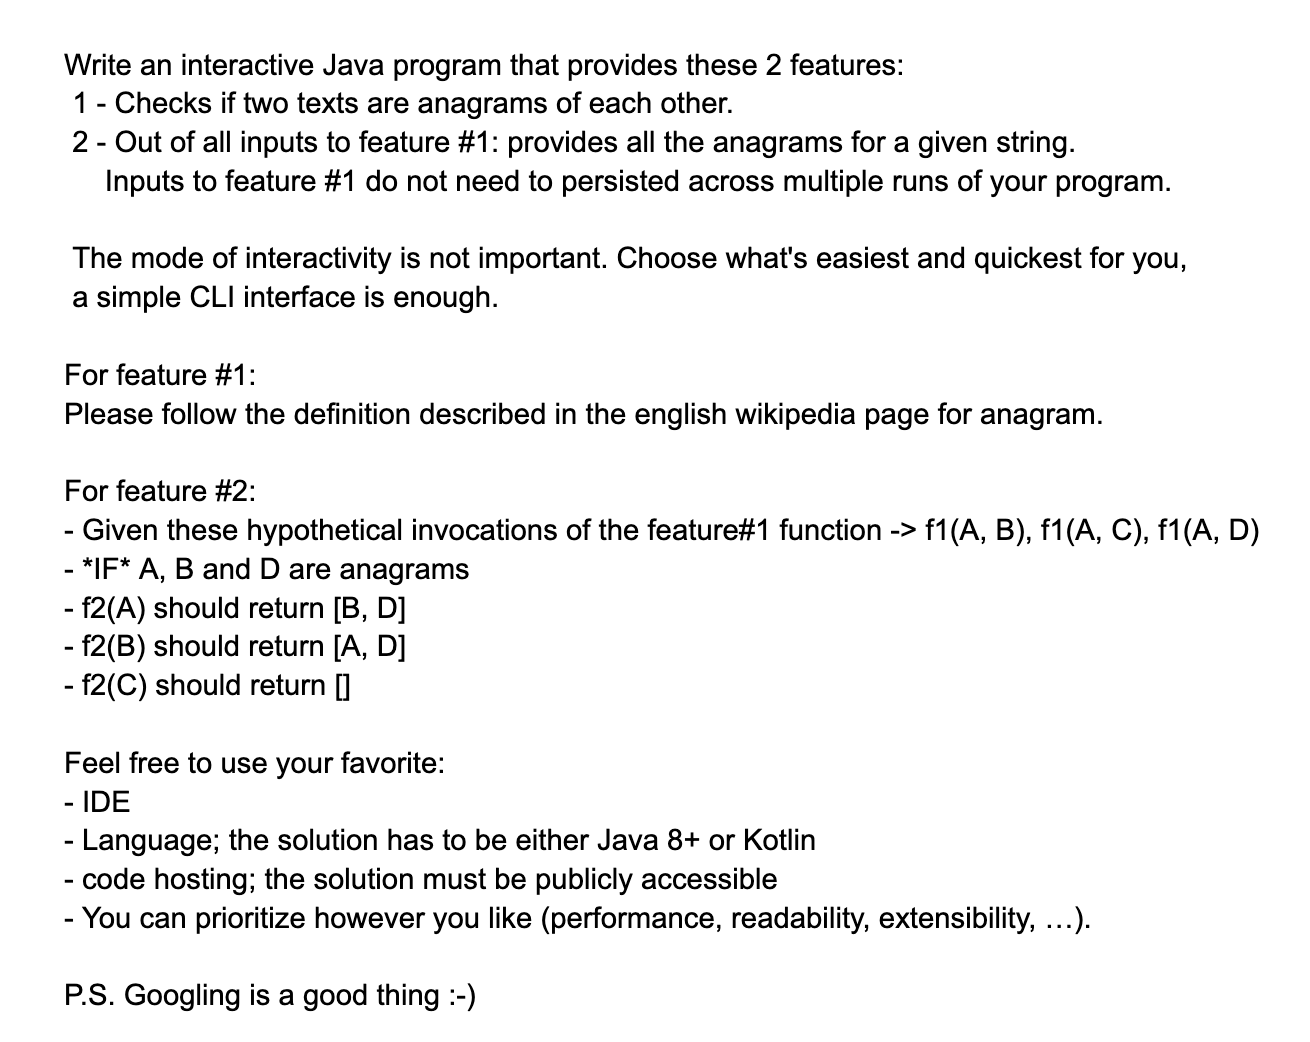 Write an interactive Java program that provides these 2 features:
1 - Checks if two texts are anagrams of each other.
2 - Out of all inputs to feature #1: provides all the anagrams for a given string.
Inputs to feature #1 do not need to persisted across multiple runs of your program.
The mode of interactivity is not important. Choose what's easiest and quickest for you,
a simple CLI interface is enough.
For feature #1:
Please follow the definition described in the english wikipedia page for anagram.
For feature #2:
- Given these hypothetical invocations of the feature#1 function -> f1(A, B), f1(A, C), f1(A, D)
- *IF* A, B and D are anagrams
- f2(A) should return [B, D]
- f2(B) should return [A, D]
- f2(C) should return []
Feel free to use your favorite:
- IDE
- Language; the solution has to be either Java 8+ or Kotlin
- code hosting; the solution must be publicly accessible
- You can prioritize however you like (performance, readability, extensibility, …).
P.S. Googling is a good thing :-)